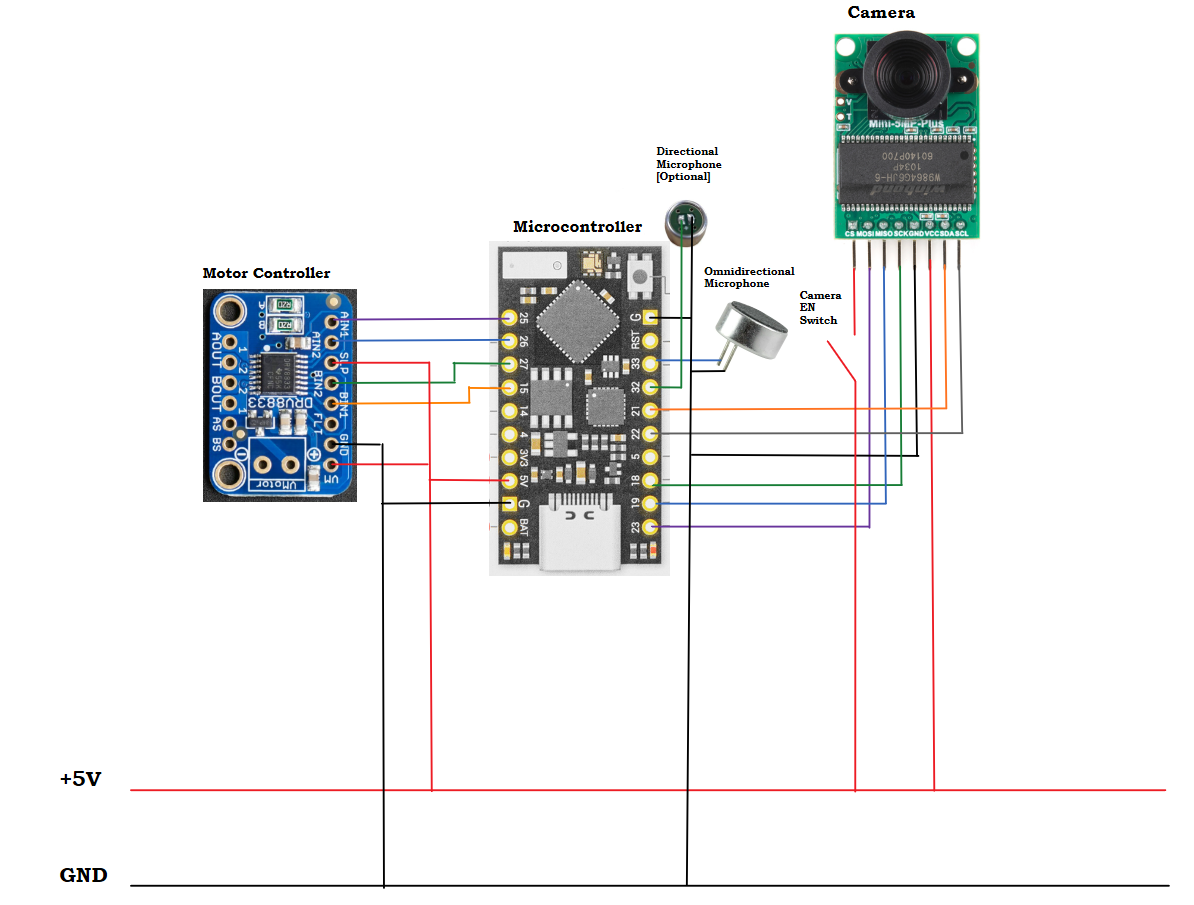 Camera
V
T
Mini-5MP-Plus
winbond
W9864G6JH-6
1034P
60140P700
CS MOSI MISO SCK GND VCC SDA SCL
Directional
Microphone
[Optional]
Microcontroller
Omnidirectional
Microphone
Camera
EN
Switch
Motor Controller
A
B
R20
R20
AIN1
AIN2
SLP
BIN2
BIN1
FLT
GND
VM
AOUT
1
2
BOUT
2
1
AS
BS
DRV8833
VMotor
25
26
27
15
14
4
3V3
5V
G
BAT
G
RST
33
32
21
22
5
18
19
23
+5V
GND